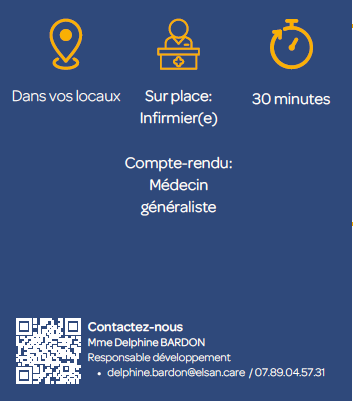 Dans vos locaux
Sur place:
Infirmier(e)
30 minutes
Compte-rendu:
Médecin
généraliste
Contactez-nous
Mme Delphine BARDON
Responsable développement
• delphine.bardon@elsan.care / 07.89.04.57.31